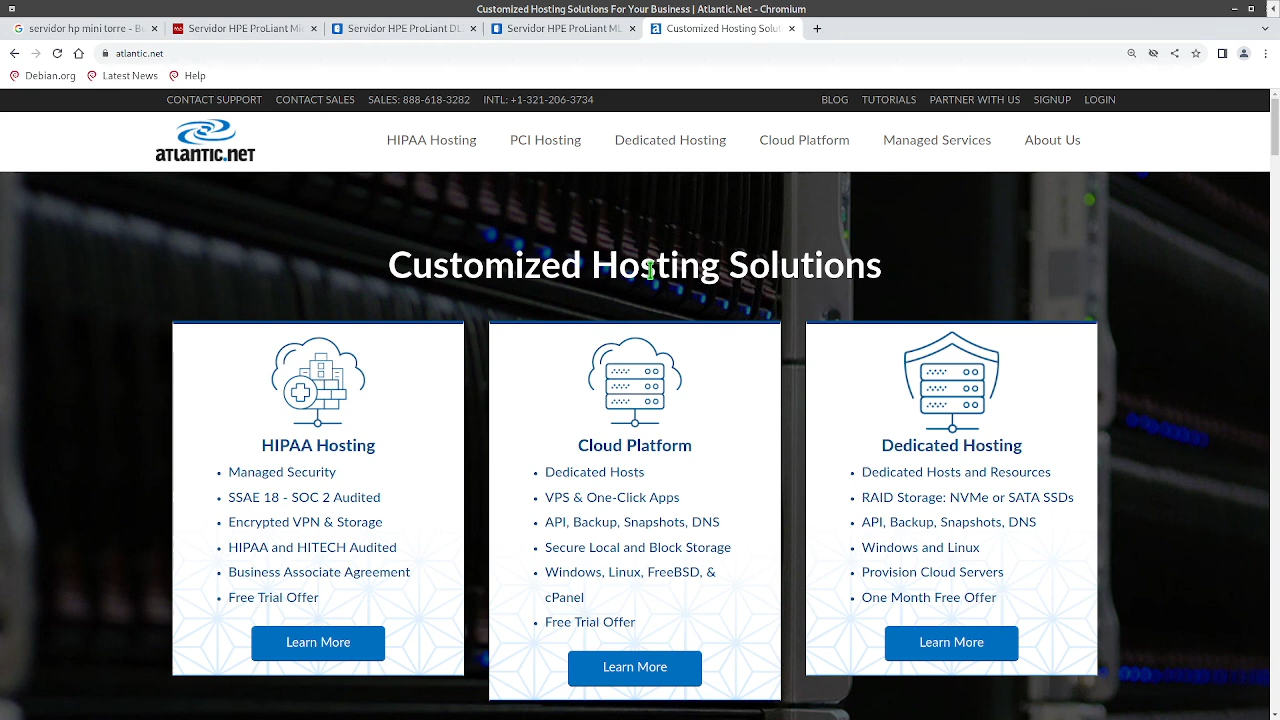 Customized Hosting Solutions For Your Business | Atlantic.Net - Chromium
servidor hp mini torre - Bu
Servidor HPE ProLiant Mic
Servidor HPE ProLiant DL
Servidor HPE ProLiant ML
Customized Hosting Soluti
atlantic.net
Debian.org
Latest News
Help
CONTACT SUPPORT CONTACT SALES SALES: 888-618-3282 INTL: +1-321-206-3734
BLOG TUTORIALS PARTNER WITH US SIGNUP LOGIN
ATLANTIC.NET
HIPAA Hosting PCI Hosting Dedicated Hosting Cloud Platform Managed Services About Us
Customized Hosting Solutions
HIPAA Hosting
• Managed Security
• SSAE 18 - SOC 2 Audited
• Encrypted VPN & Storage
• HIPAA and HITECH Audited
• Business Associate Agreement
• Free Trial Offer
Learn More
Cloud Platform
• Dedicated Hosts
• VPS & One-Click Apps
• API, Backup, Snapshots, DNS
• Secure Local and Block Storage
• Windows, Linux, FreeBSD, &
cPanel
• Free Trial Offer
Learn More
Dedicated Hosting
• Dedicated Hosts and Resources
• RAID Storage: NVMe or SATA SSDs
• API, Backup, Snapshots, DNS
• Windows and Linux
• Provision Cloud Servers
• One Month Free Offer
Learn More